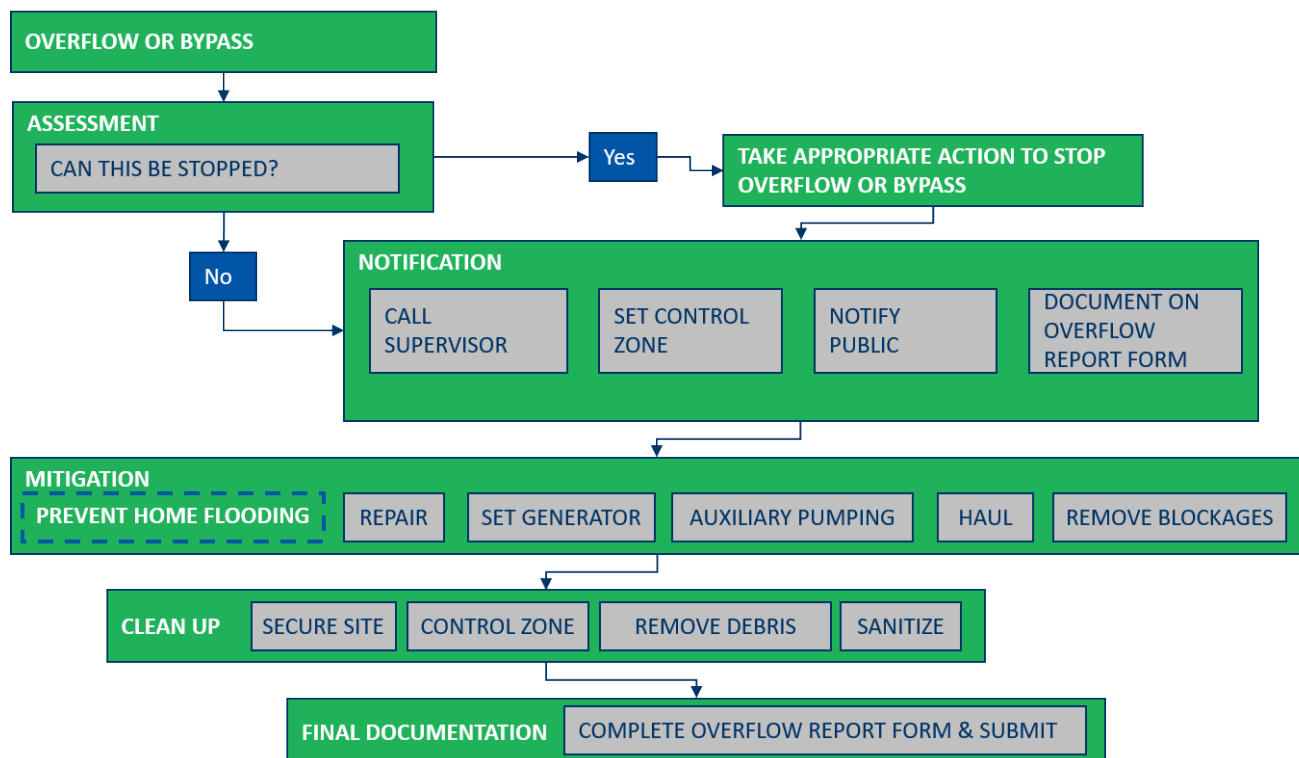 OVERFLOW OR BYPASS
ASSESSMENT
CAN THIS BE STOPPED?
Yes
TAKE APPROPRIATE ACTION TO STOP
OVERFLOW OR BYPASS
No
NOTIFICATION
CALL
SUPERVISOR
SET CONTROL
ZONE
NOTIFY
PUBLIC
DOCUMENT ON
OVERFLOW
REPORT FORM
MITIGATION
PREVENT HOME FLOODING
REPAIR
SET GENERATOR
AUXILIARY PUMPING
HAUL
REMOVE BLOCKAGES
CLEAN UP
SECURE SITE
CONTROL ZONE
REMOVE DEBRIS
SANITIZE
FINAL DOCUMENTATION
COMPLETE OVERFLOW REPORT FORM & SUBMIT